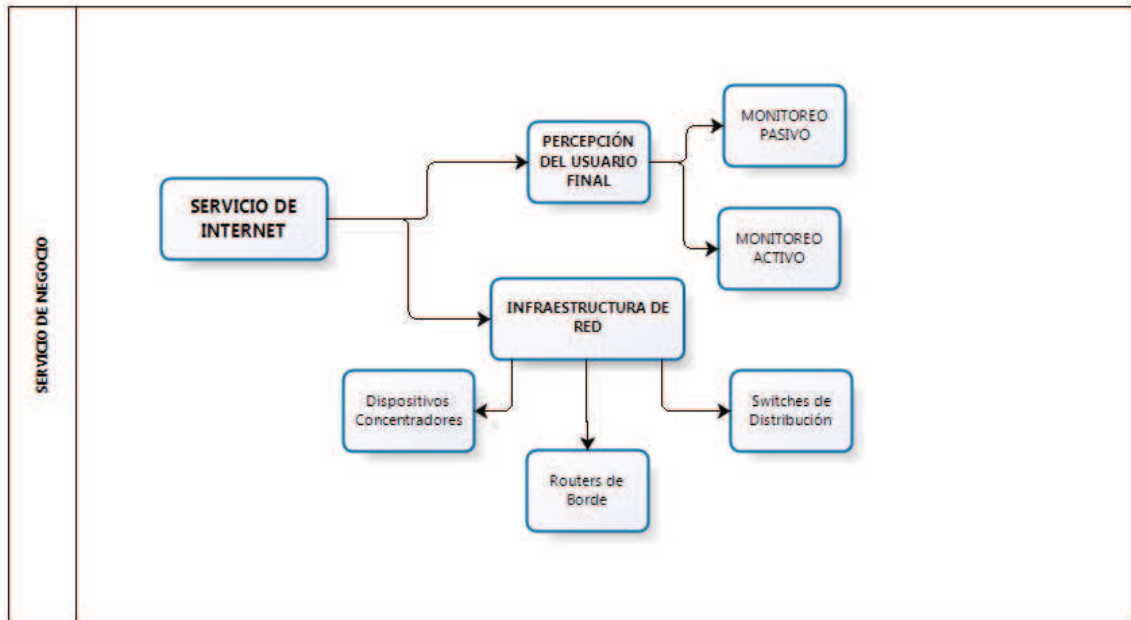 SERVICIO DE NEGOCIO
SERVICIO DE
INTERNET
PERCEPCIÓN
DEL USUARIO
FINAL
MONITOREO
PASIVO
MONITOREO
ACTIVO
INFRAESTRUCTURA DE
RED
Dispositivos
Concentradores
Routers de
Borde
Switches de
Distribución